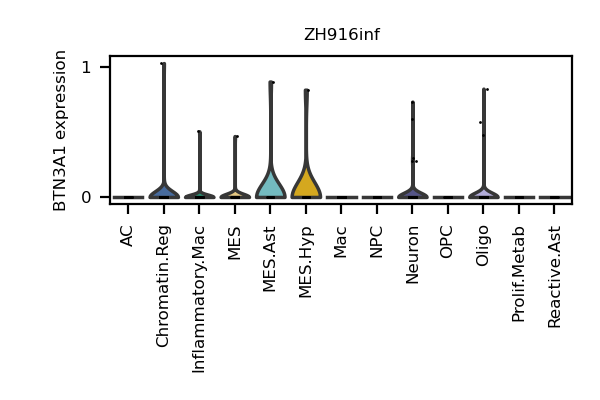 ZH916inf
BTN3A1 expression
1
0
AC
Chromatin.Reg
Inflammatory.Mac
MES
MES.Ast
MES.Hyp
Mac
NPC
Neuron
OPC
Oligo
Prolif.Metab
Reactive.Ast